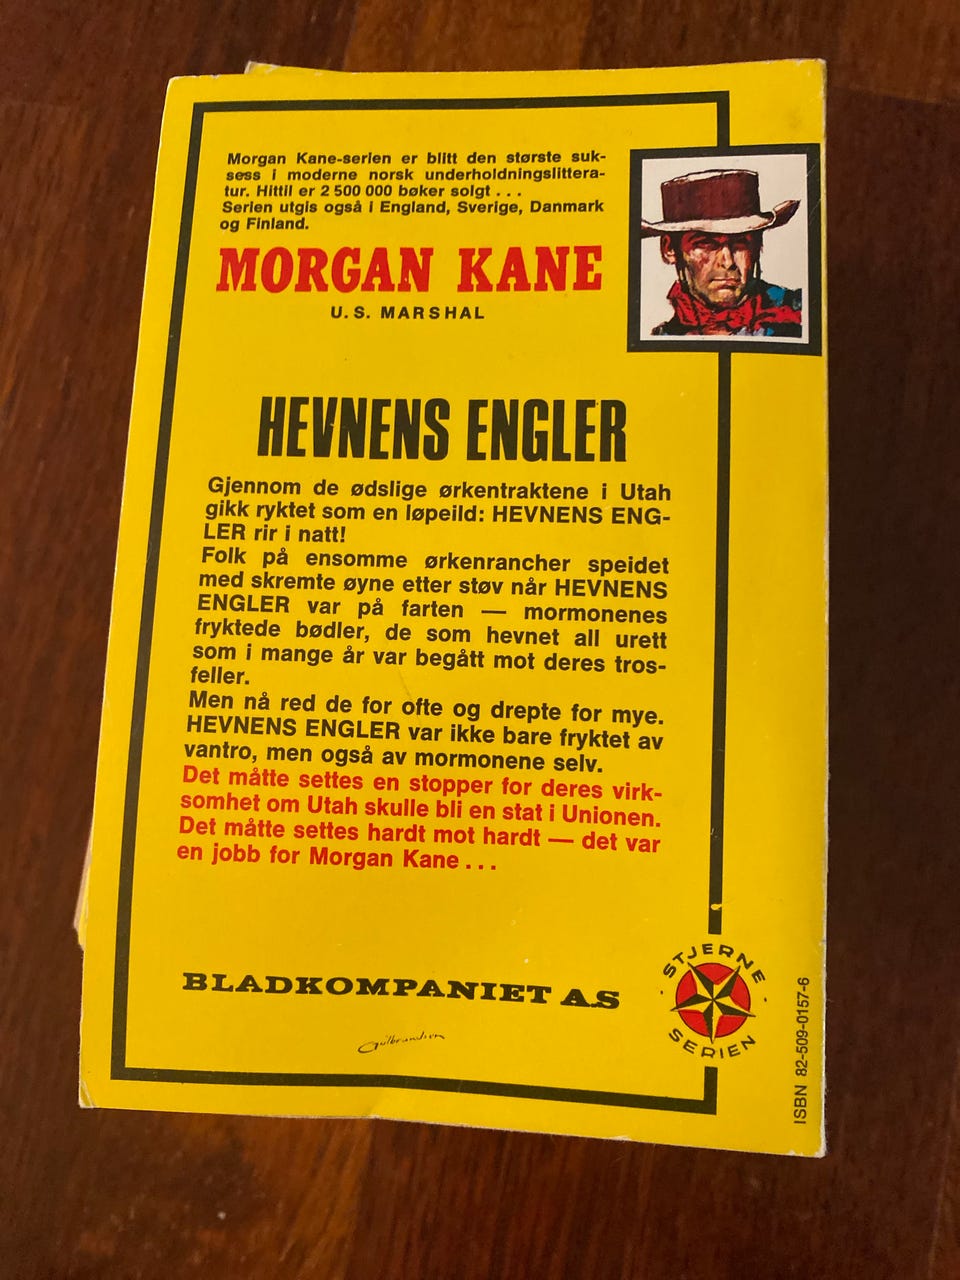 Morgan Kane-serien er blitt den største suk-
sess i moderne norsk underholdningslittera-
tur. Hittil er 2 500 000 bøker solgt . . .
Serien utgis også i England, Sverige, Danmark
og Finland.
MORGAN KANE
U.S. MARSHAL
HEVNENS ENGLER
Gjennom de ødslige ørkentraktene i Utah
gikk ryktet som en løpeild: HEVNENS ENG-
LER rir i natt!
Folk på ensomme ørkenrancher speidet
med skremte øyne etter støv når HEVNENS
ENGLER var på farten — mormonenes
fryktede bødler, de som hevnet all urett
som i mange år var begått mot deres tros-
feller.
Men nå red de for ofte og drepte for mye.
HEVNENS ENGLER var ikke bare fryktet av
vantro, men også av mormonene selv.
Det måtte settes en stopper for deres virk-
somhet om Utah skulle bli en stat i Unionen.
Det måtte settes hardt mot hardt — det var
en jobb for Morgan Kane . . .
BLADKOMPANIET A.S
Gulbrandsen
· STJERNE ·
SERIEN
ISBN 82-509-0157-6